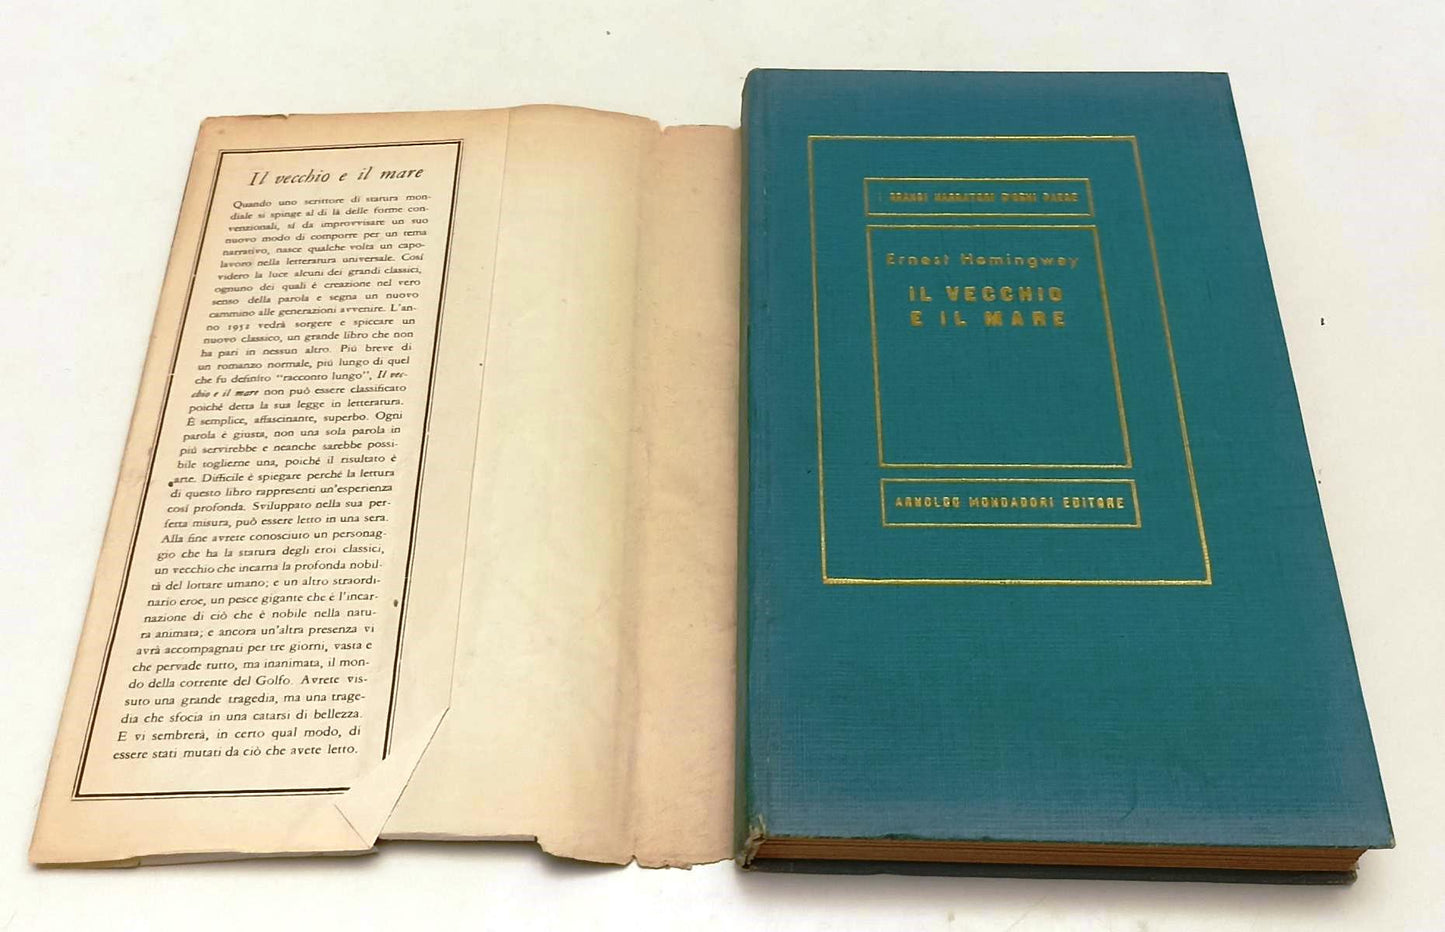 Il vecchio e il mare
Quando uno scrittore di statura mon-
diale si spinge al di là delle forme con-
venzionali, sí da improvvisare un suo
nuovo modo di comporre per un tema
narrativo, nasce qualche volta un capo-
lavoro nella letteratura universale. Cosí
videro la luce alcuni dei grandi classici,
ognuno dei quali è creazione nel vero
senso della parola e segna un nuovo
cammino alle generazioni avvenire. L'an-
no 1952 vedrà sorgere e spiccare un
nuovo classico, un grande libro che non
ha pari in nessun altro. Piú breve di
un romanzo normale, piú lungo di quel
che fu definito "racconto lungo", Il vec-
chio e il mare non può essere classificato
poiché detta la sua legge in letteratura.
È semplice, affascinante, superbo. Ogni
parola è giusta, non una sola parola in
piú servirebbe e neanche sarebbe possi-
bile toglierne una, poiché il risultato è
arte. Difficile è spiegare perché la lettura
di questo libro rappresenti un'esperienza
cosí profonda. Sviluppato nella sua per-
fetta misura, può essere letto in una sera.
Alla fine avrete conosciuto un personag-
gio che ha la statura degli eroi classici,
un vecchio che incarna la profonda nobil-
tà del lottare umano; e un altro straordi-
nario eroe, un pesce gigante che è l'incar-
nazione di ciò che è nobile nella natu-
ra animata; e ancora un'altra presenza vi
avrà accompagnati per tre giorni, vasta e
che pervade tutto, ma inanimata, il mon-
do della corrente del Golfo. Avrete vis-
suto una grande tragedia, ma una trage-
dia che sfocia in una catarsi di bellezza.
E vi sembrerà, in certo qual modo, di
essere stati mutati da ciò che avete letto.
I GRANDI NARRATORI D'OGNI PAESE
Ernest Hemingway
IL VECCHIO
E IL MARE
ARNOLDO MONDADORI EDITORE